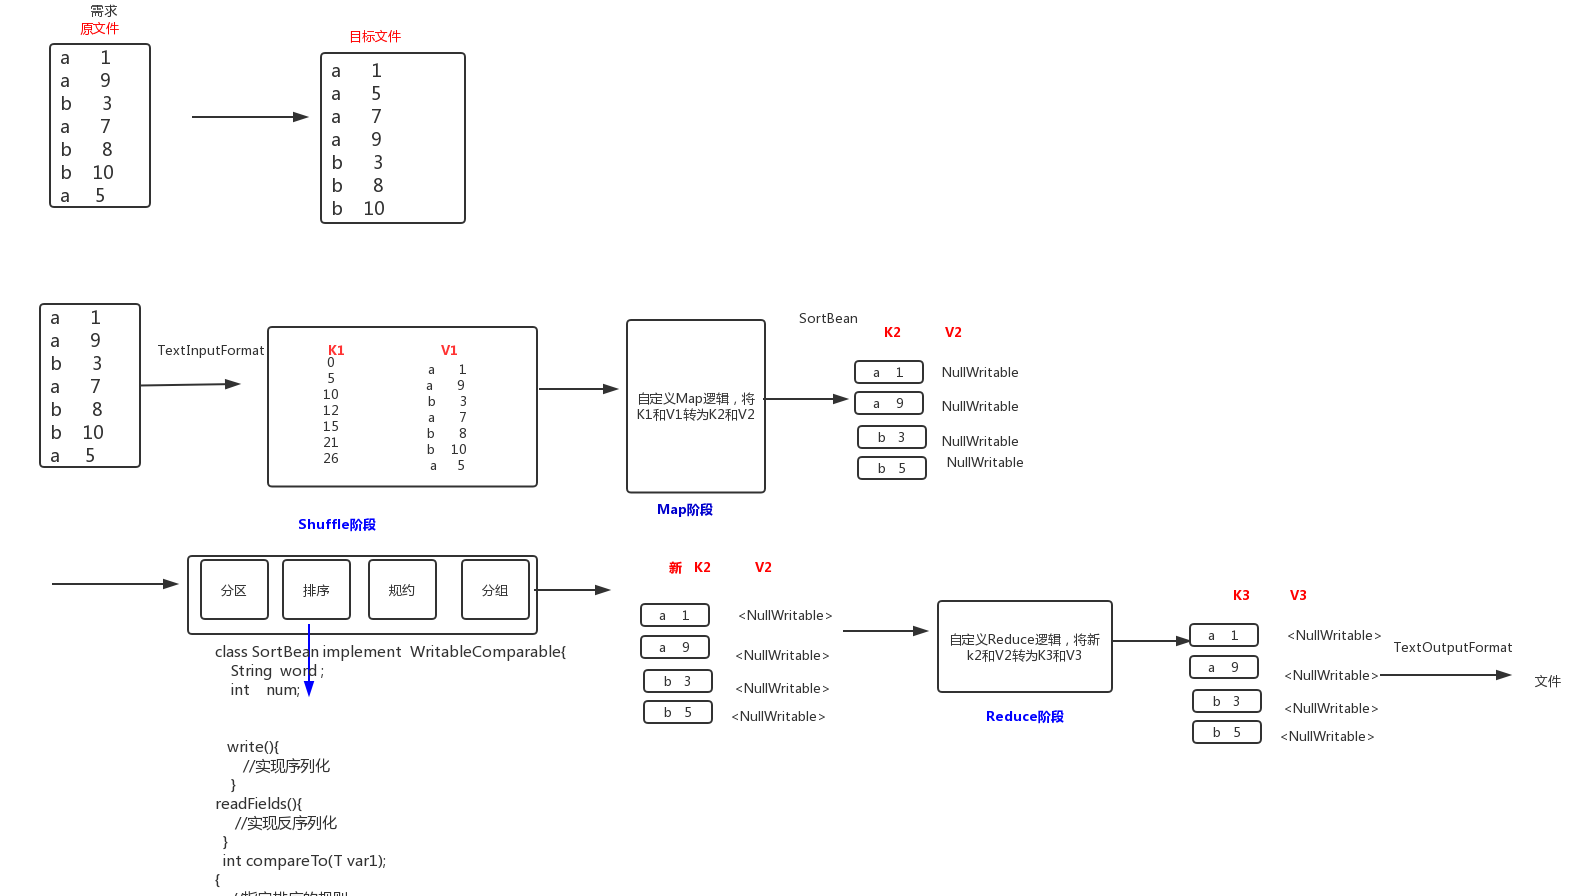 需求
原文件
a 1
a 9
b 3
a 7
b 8
b 10
a 5
目标文件
a 1
a 5
a 7
a 9
b 3
b 8
b 10
a 1
a 9
b 3
a 7
b 8
b 10
a 5
TextInputFormat
K1 V1
0 a 1
5 a 9
10 b 3
12 a 7
15 b 8
21 b 10
26 a 5
自定义Map逻辑，将
K1和V1转为K2和V2
Map阶段
SortBean
K2 V2
a 1 NullWritable
a 9 NullWritable
b 3 NullWritable
b 5 NullWritable
Shuffle阶段
分区 排序 规约 分组
class SortBean implement WritableComparable{
String word ;
int num;
write(){
//实现序列化
}
readFields(){
//实现反序列化
}
int compareTo(T var1);
{
新 K2 V2
a 1 <NullWritable>
a 9 <NullWritable>
b 3 <NullWritable>
b 5 <NullWritable>
自定义Reduce逻辑，将新
k2和V2转为K3和V3
Reduce阶段
K3 V3
a 1 <NullWritable>
a 9 <NullWritable>
b 3 <NullWritable>
b 5 <NullWritable>
TextOutputFormat
文件